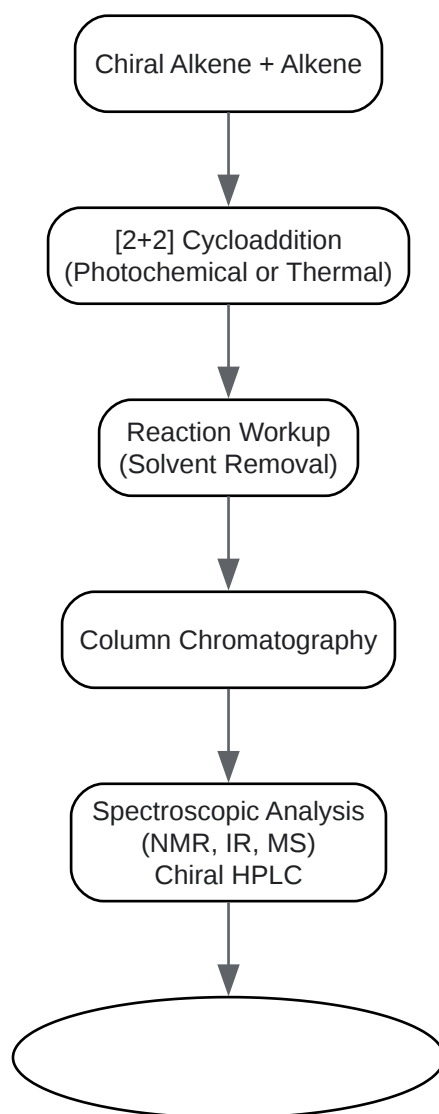 Chiral Alkene + Alkene
[2+2] Cycloaddition
(Photochemical or Thermal)
Reaction Workup
(Solvent Removal)
Column Chromatography
Spectroscopic Analysis
(NMR, IR, MS)
Chiral HPLC